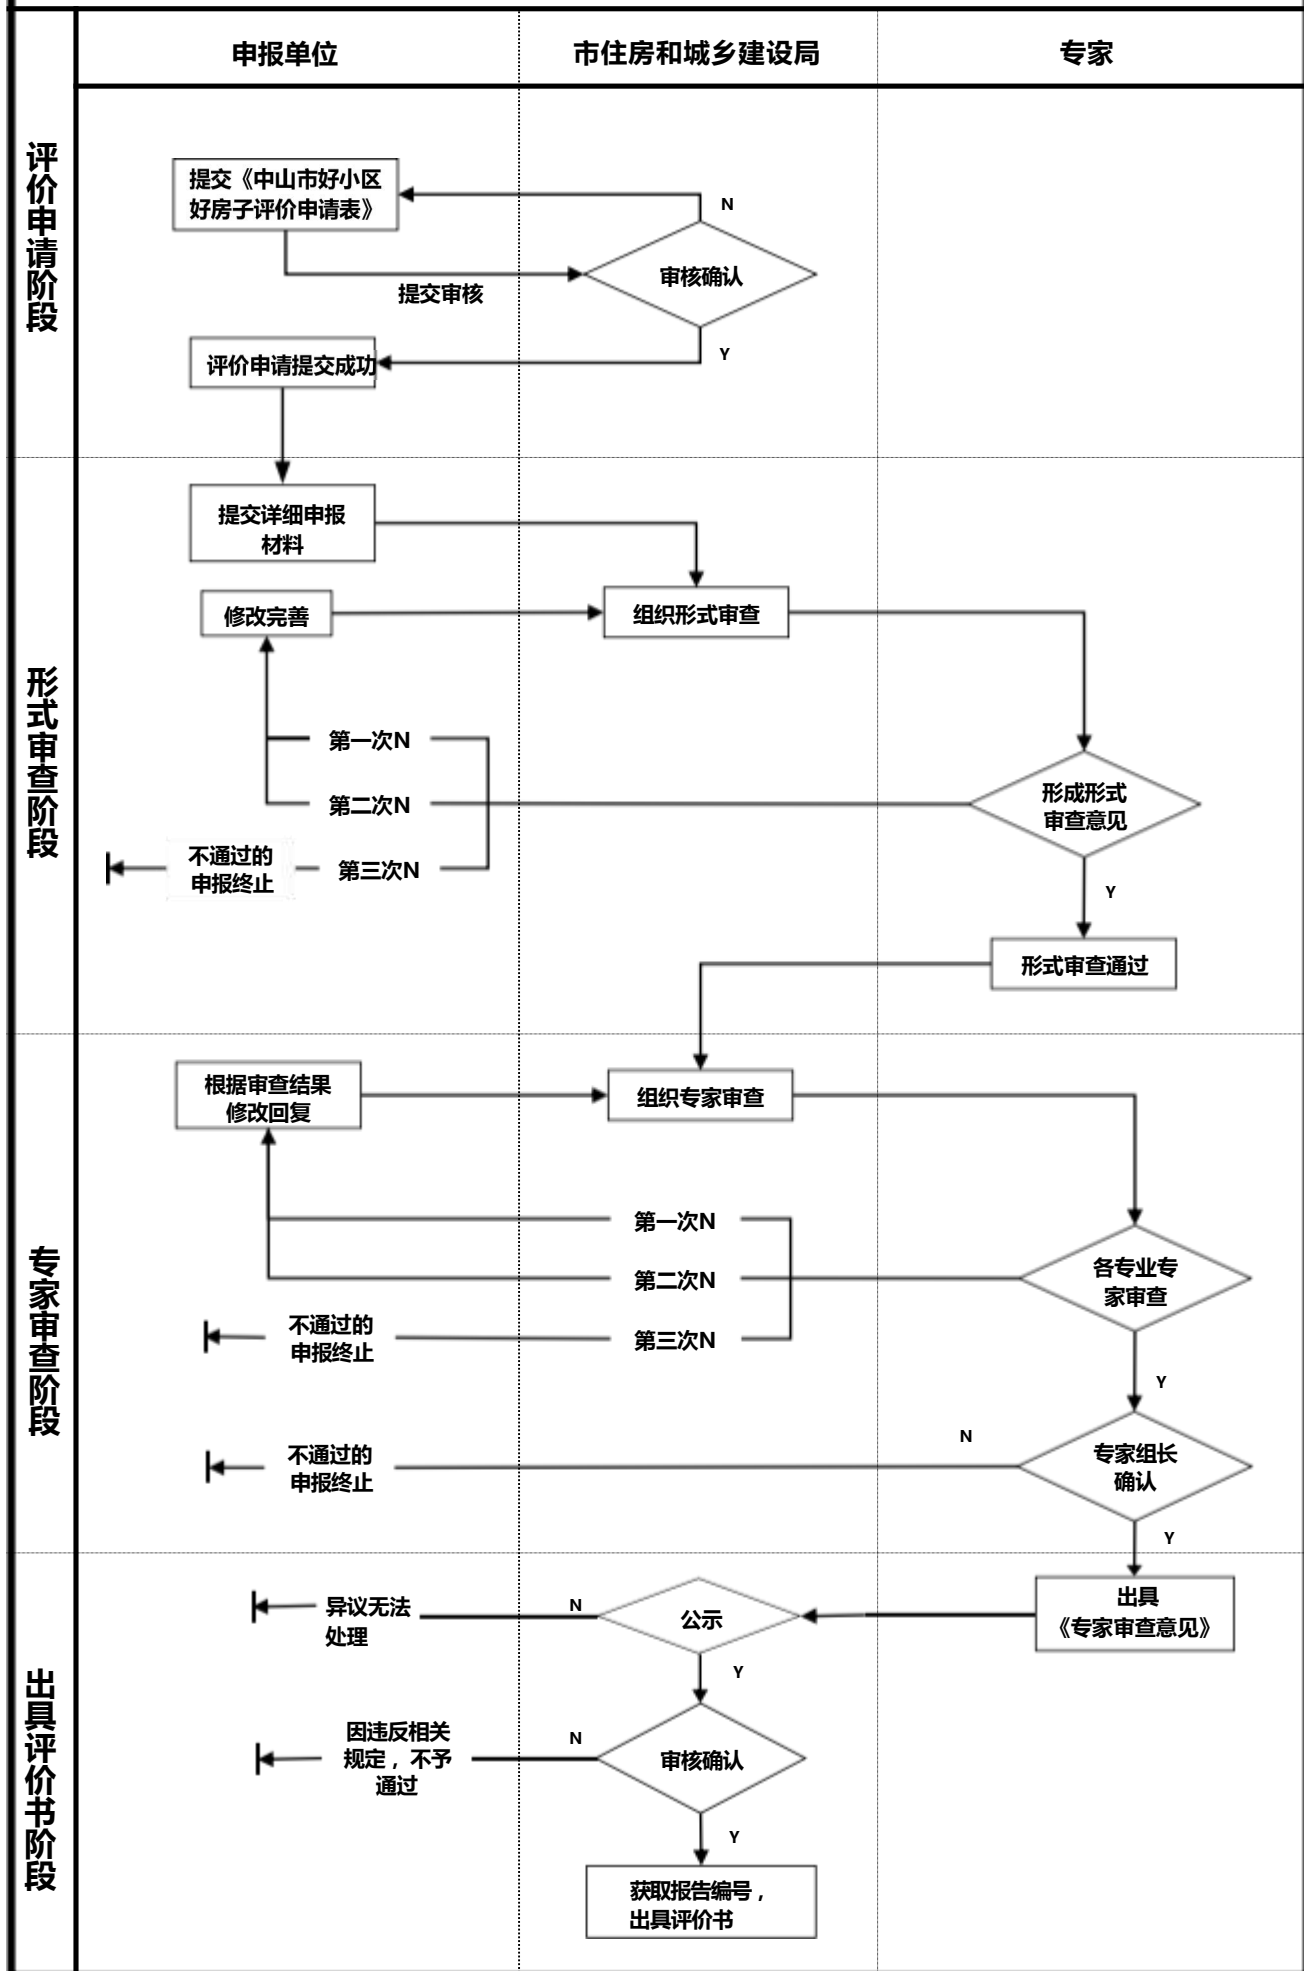 申报单位
市住房和城乡建设局
专家
评价申请阶段
提交《中山市好小区
好房子评价申请表》
N
审核确认
提交审核
Y
评价申请提交成功
形式审查阶段
提交详细申报
材料
修改完善
组织形式审查
第一次N
第二次N
形成形式
审查意见
不通过的
申报终止
第三次N
Y
形式审查通过
专家审查阶段
根据审查结果
修改回复
组织专家审查
第一次N
第二次N
各专业专
家审查
不通过的
申报终止
第三次N
Y
N
不通过的
申报终止
专家组长
确认
Y
出具评价书阶段
出具
《专家审查意见》
异议无法
处理
N
公示
Y
因违反相关
规定，不予
通过
N
审核确认
Y
获取报告编号，
出具评价书